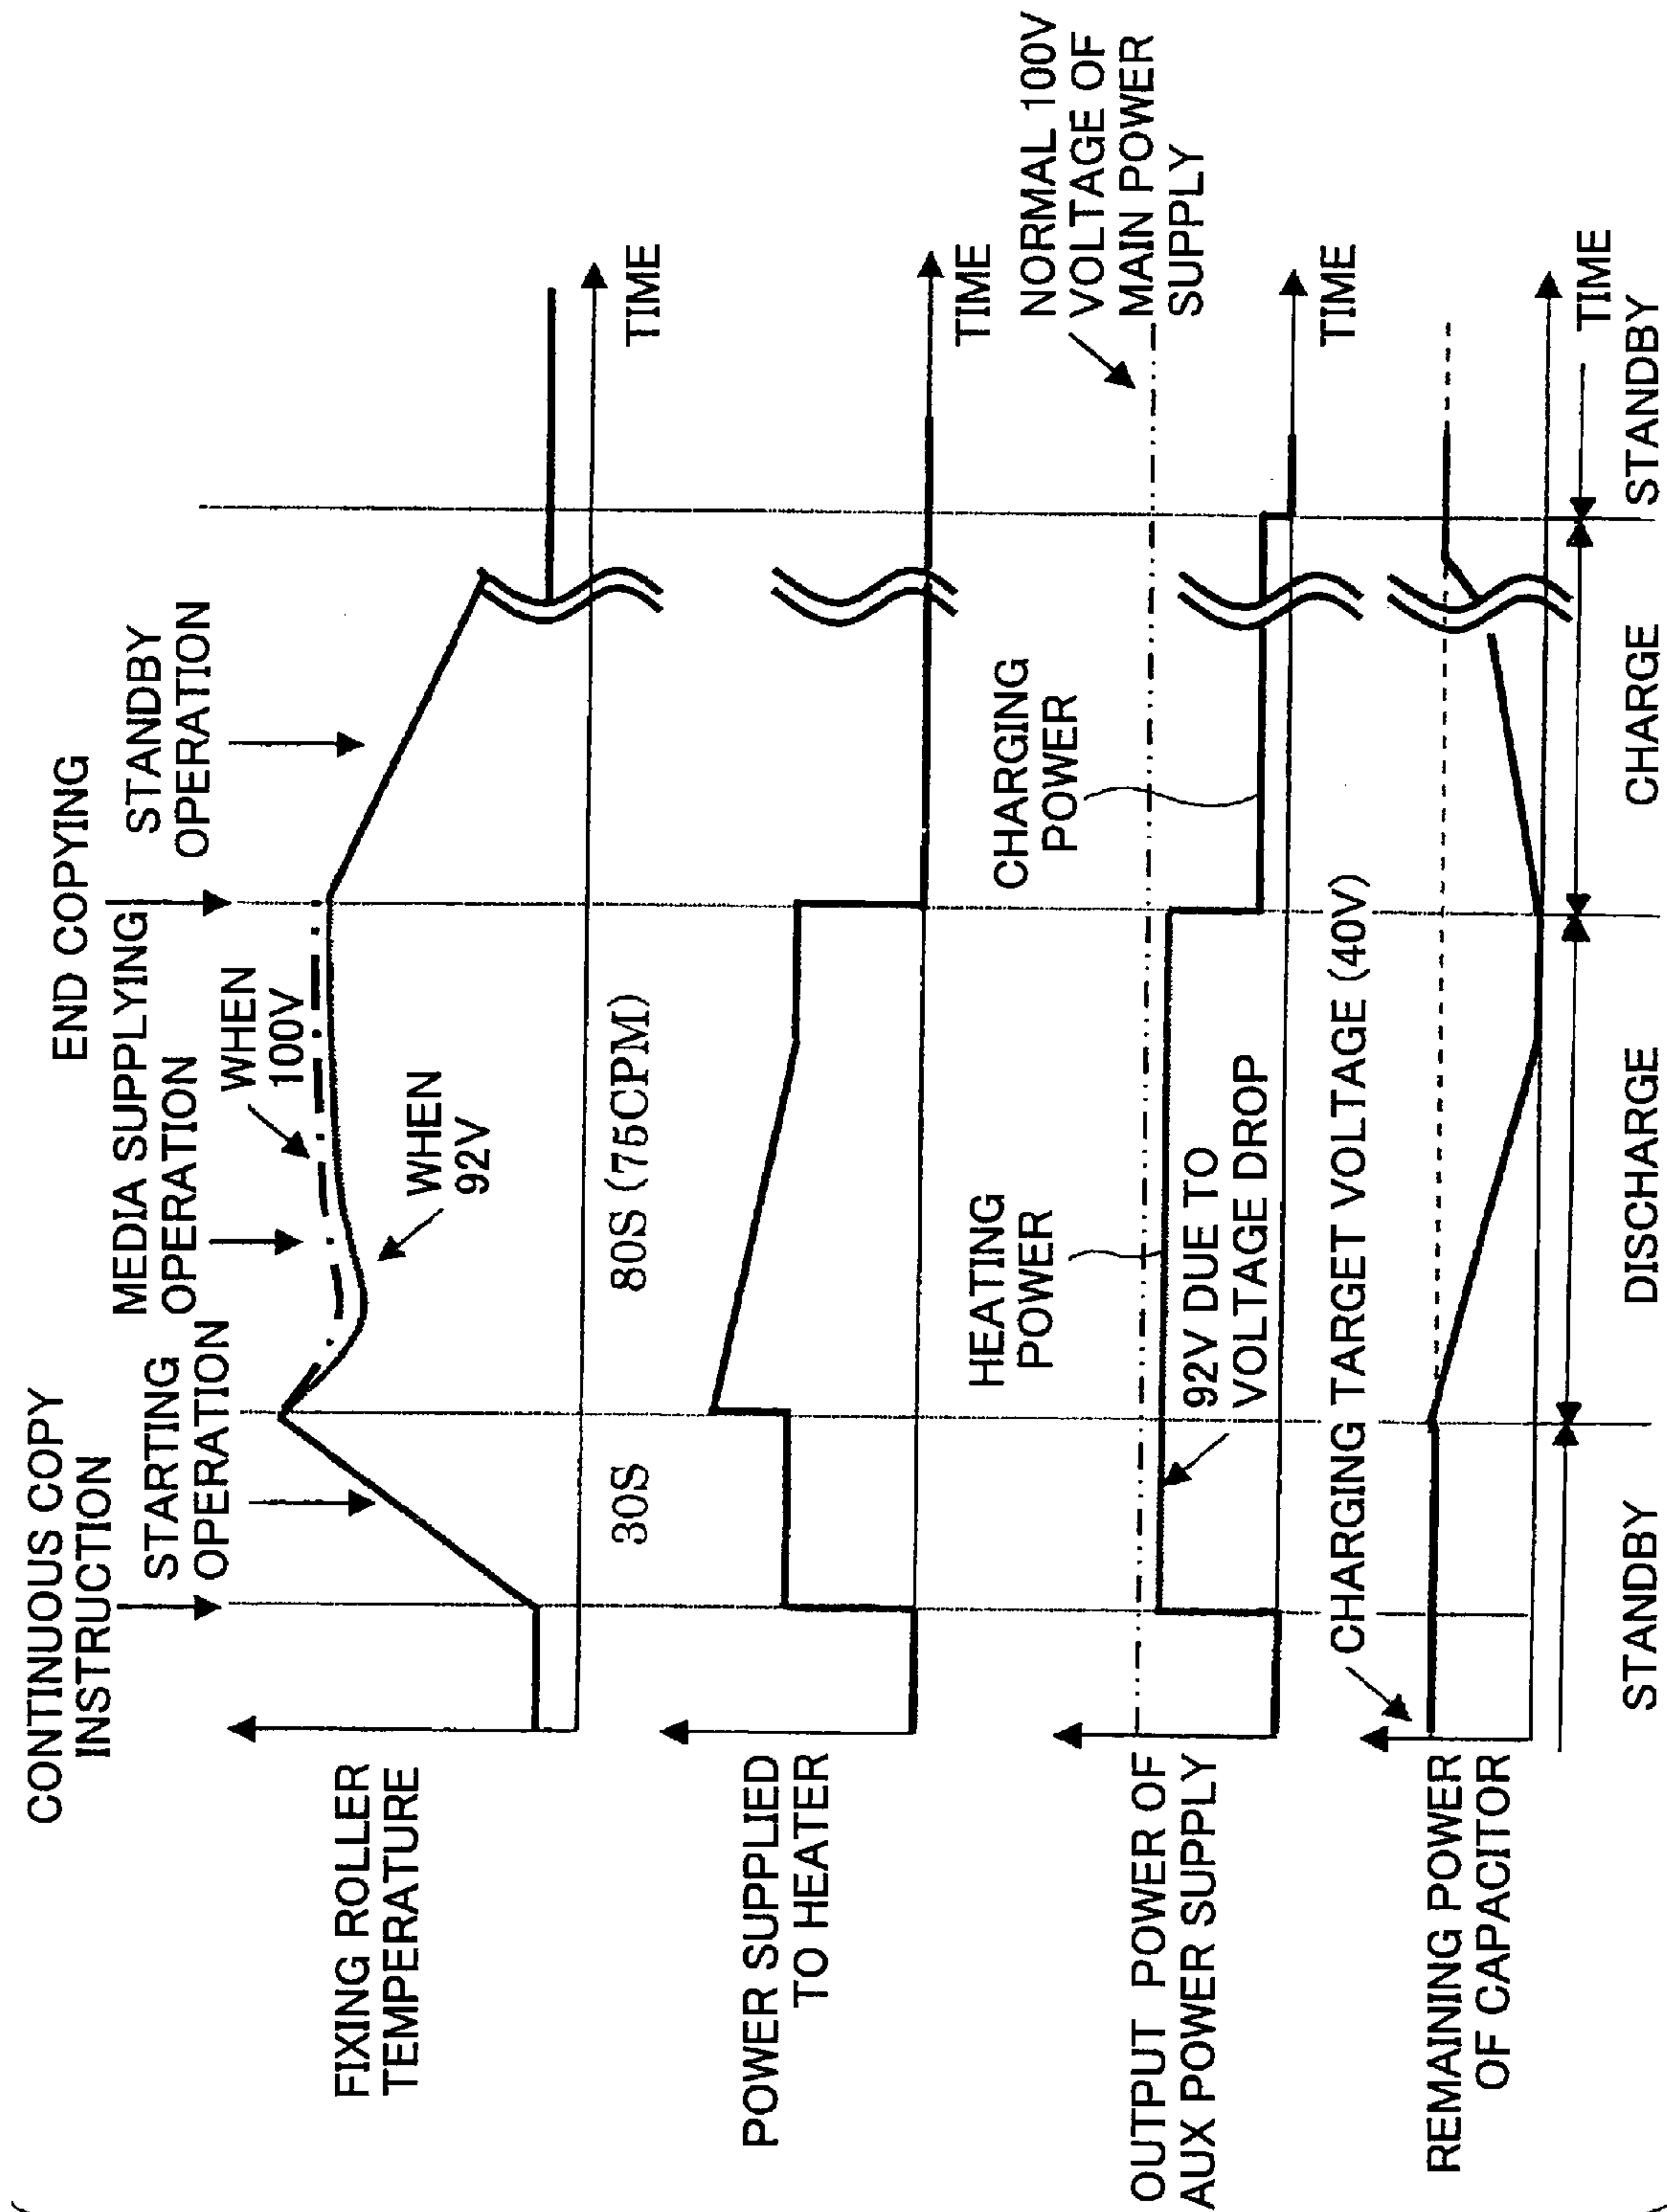 CONTINUOUS COPY
INSTRUCTION
END COPYING
STARTING
OPERATION
MEDIA SUPPLYING
OPERATION
STANDBY
OPERATION
WHEN
100V
WHEN
92V
FIXING ROLLER
TEMPERATURE
30S
80S (75CPM)
TIME
POWER SUPPLIED
TO HEATER
TIME
HEATING
POWER
CHARGING
POWER
NORMAL 100V
VOLTAGE OF
MAIN POWER
SUPPLY
OUTPUT POWER OF
AUX POWER SUPPLY
92V DUE TO
VOLTAGE DROP
TIME
CHARGING TARGET VOLTAGE (40V)
REMAINING POWER
OF CAPACITOR
TIME
STANDBY
DISCHARGE
CHARGE
STANDBY